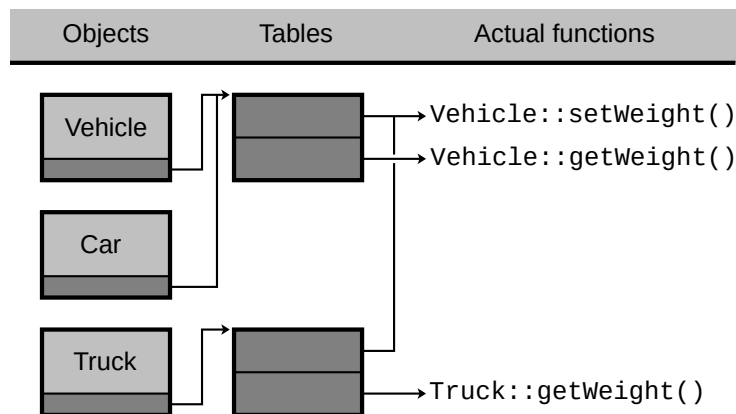 Objects Tables Actual functions
Vehicle Vehicle::setWeight()
Vehicle::getWeight()
Car
Truck
Truck::getWeight()